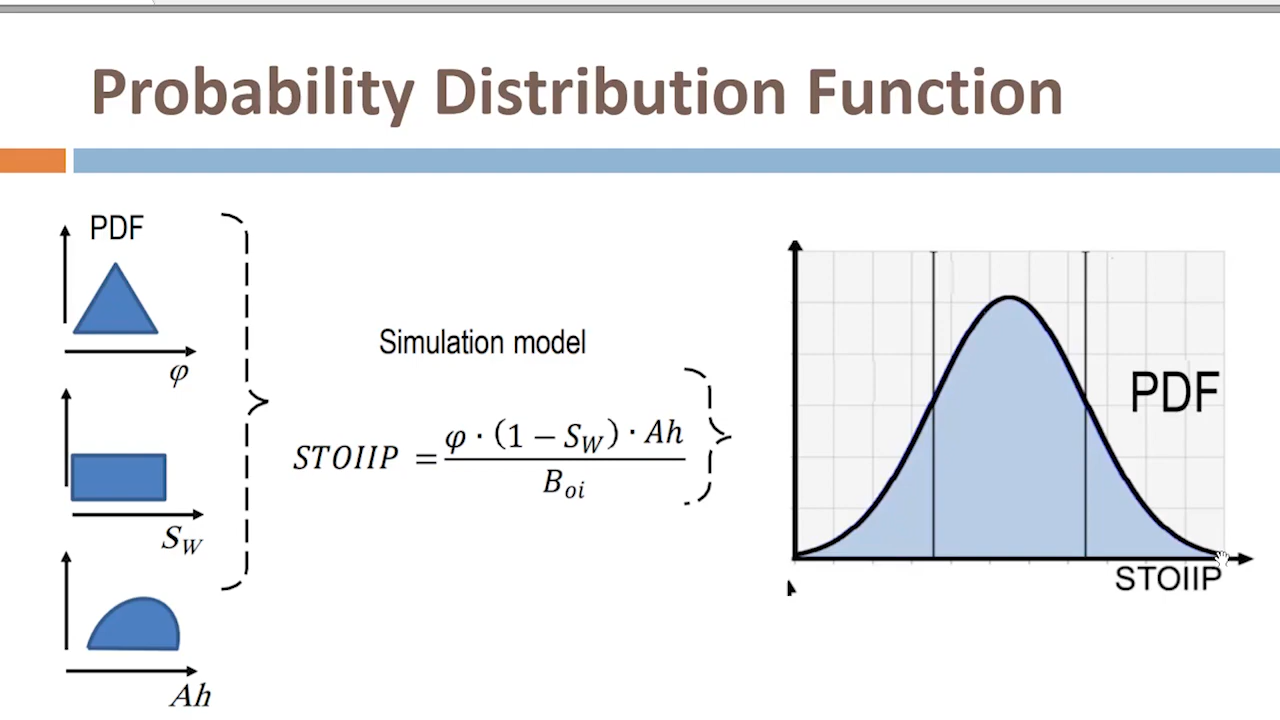 Probability Distribution Function
PDF
φ
S_W
Ah
Simulation model
STOIIP = φ · (1 − S_W) · Ah / B_oi
PDF
STOIIP